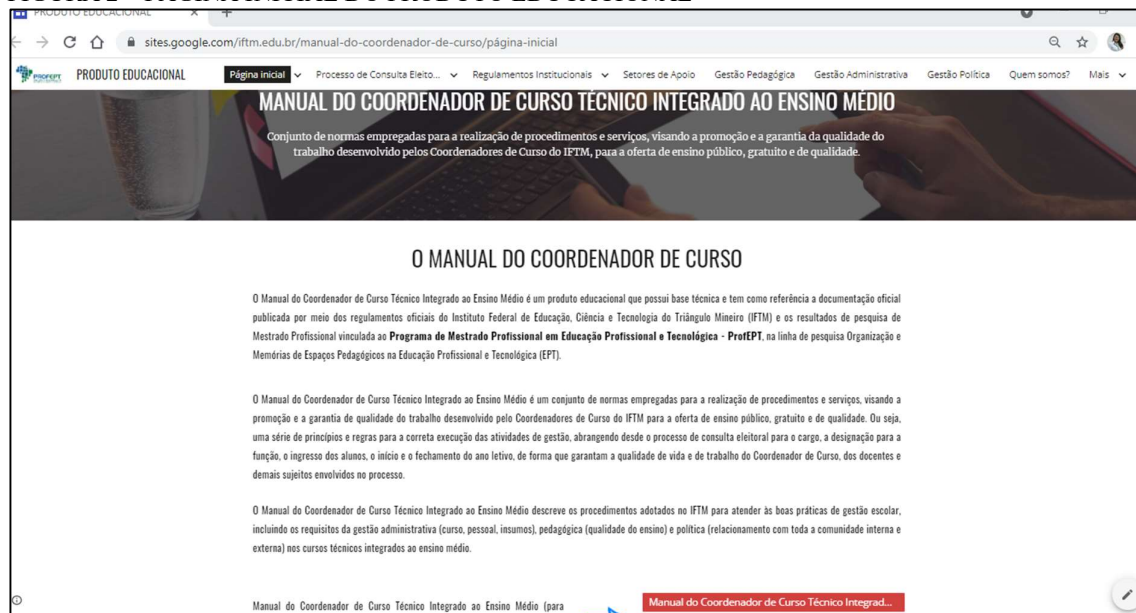 PRODUTO EDUCACIONAL
sites.google.com/iftm.edu.br/manual-do-coordenador-de-curso/página-inicial
PROFEPT PRODUTO EDUCACIONAL Página inicial Processo de Consulta Eleito... Regulamentos Institucionais Setores de Apoio Gestão Pedagógica Gestão Administrativa Gestão Política Quem somos? Mais
MANUAL DO COORDENADOR DE CURSO TÉCNICO INTEGRADO AO ENSINO MÉDIO
Conjunto de normas empregadas para a realização de procedimentos e serviços, visando a promoção e a garantia da qualidade do
trabalho desenvolvido pelos Coordenadores de Curso do IFTM, para a oferta de ensino público, gratuito e de qualidade.
O MANUAL DO COORDENADOR DE CURSO
O Manual do Coordenador de Curso Técnico Integrado ao Ensino Médio é um produto educacional que possui base técnica e tem como referência a documentação oficial
publicada por meio dos regulamentos oficiais do Instituto Federal de Educação, Ciência e Tecnologia do Triângulo Mineiro (IFTM) e os resultados de pesquisa de
Mestrado Profissional vinculada ao Programa de Mestrado Profissional em Educação Profissional e Tecnológica - ProfEPT, na linha de pesquisa Organização e
Memórias de Espaços Pedagógicos na Educação Profissional e Tecnológica (EPT).
O Manual do Coordenador de Curso Técnico Integrado ao Ensino Médio é um conjunto de normas empregadas para a realização de procedimentos e serviços, visando a
promoção e a garantia de qualidade do trabalho desenvolvido pelo Coordenadores de Curso do IFTM para a oferta de ensino público, gratuito e de qualidade. Ou seja,
uma série de princípios e regras para a correta execução das atividades de gestão, abrangendo desde o processo de consulta eleitoral para o cargo, a designação para a
função, o ingresso dos alunos, o início e o fechamento do ano letivo, de forma que garantam a qualidade de vida e de trabalho do Coordenador de Curso, dos docentes e
demais sujeitos envolvidos no processo.
O Manual do Coordenador de Curso Técnico Integrado ao Ensino Médio descreve os procedimentos adotados no IFTM para atender às boas práticas de gestão escolar,
incluindo os requisitos da gestão administrativa (curso, pessoal, insumos), pedagógica (qualidade do ensino) e política (relacionamento com toda a comunidade interna e
externa) nos cursos técnicos integrados ao ensino médio.
Manual do Coordenador de Curso Técnico Integrado ao Ensino Médio (para
Manual do Coordenador de Curso Técnico Integrad...